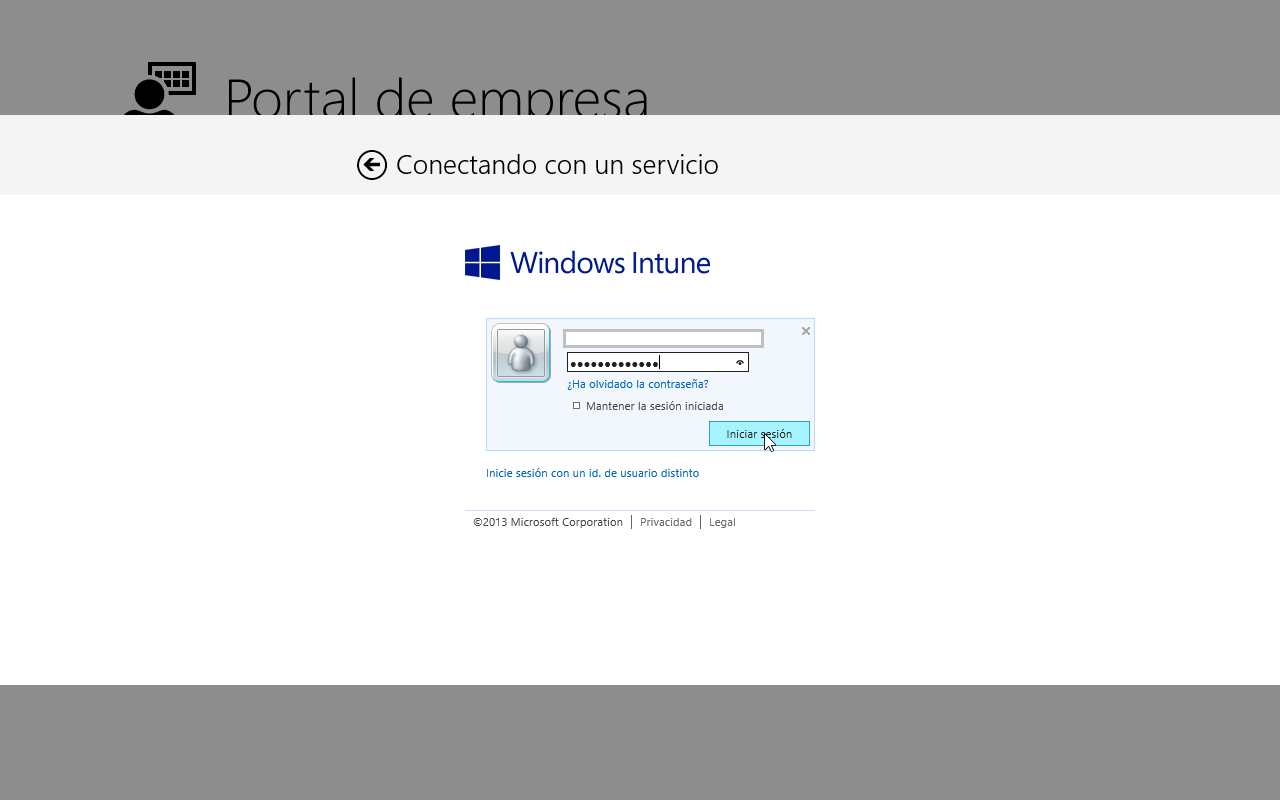 Portal de empresa
Conectando con un servicio
Windows Intune
•••••••••••••
¿Ha olvidado la contraseña?
Mantener la sesión iniciada
Iniciar sesión
Inicie sesión con un id. de usuario distinto
©2013 Microsoft Corporation | Privacidad | Legal